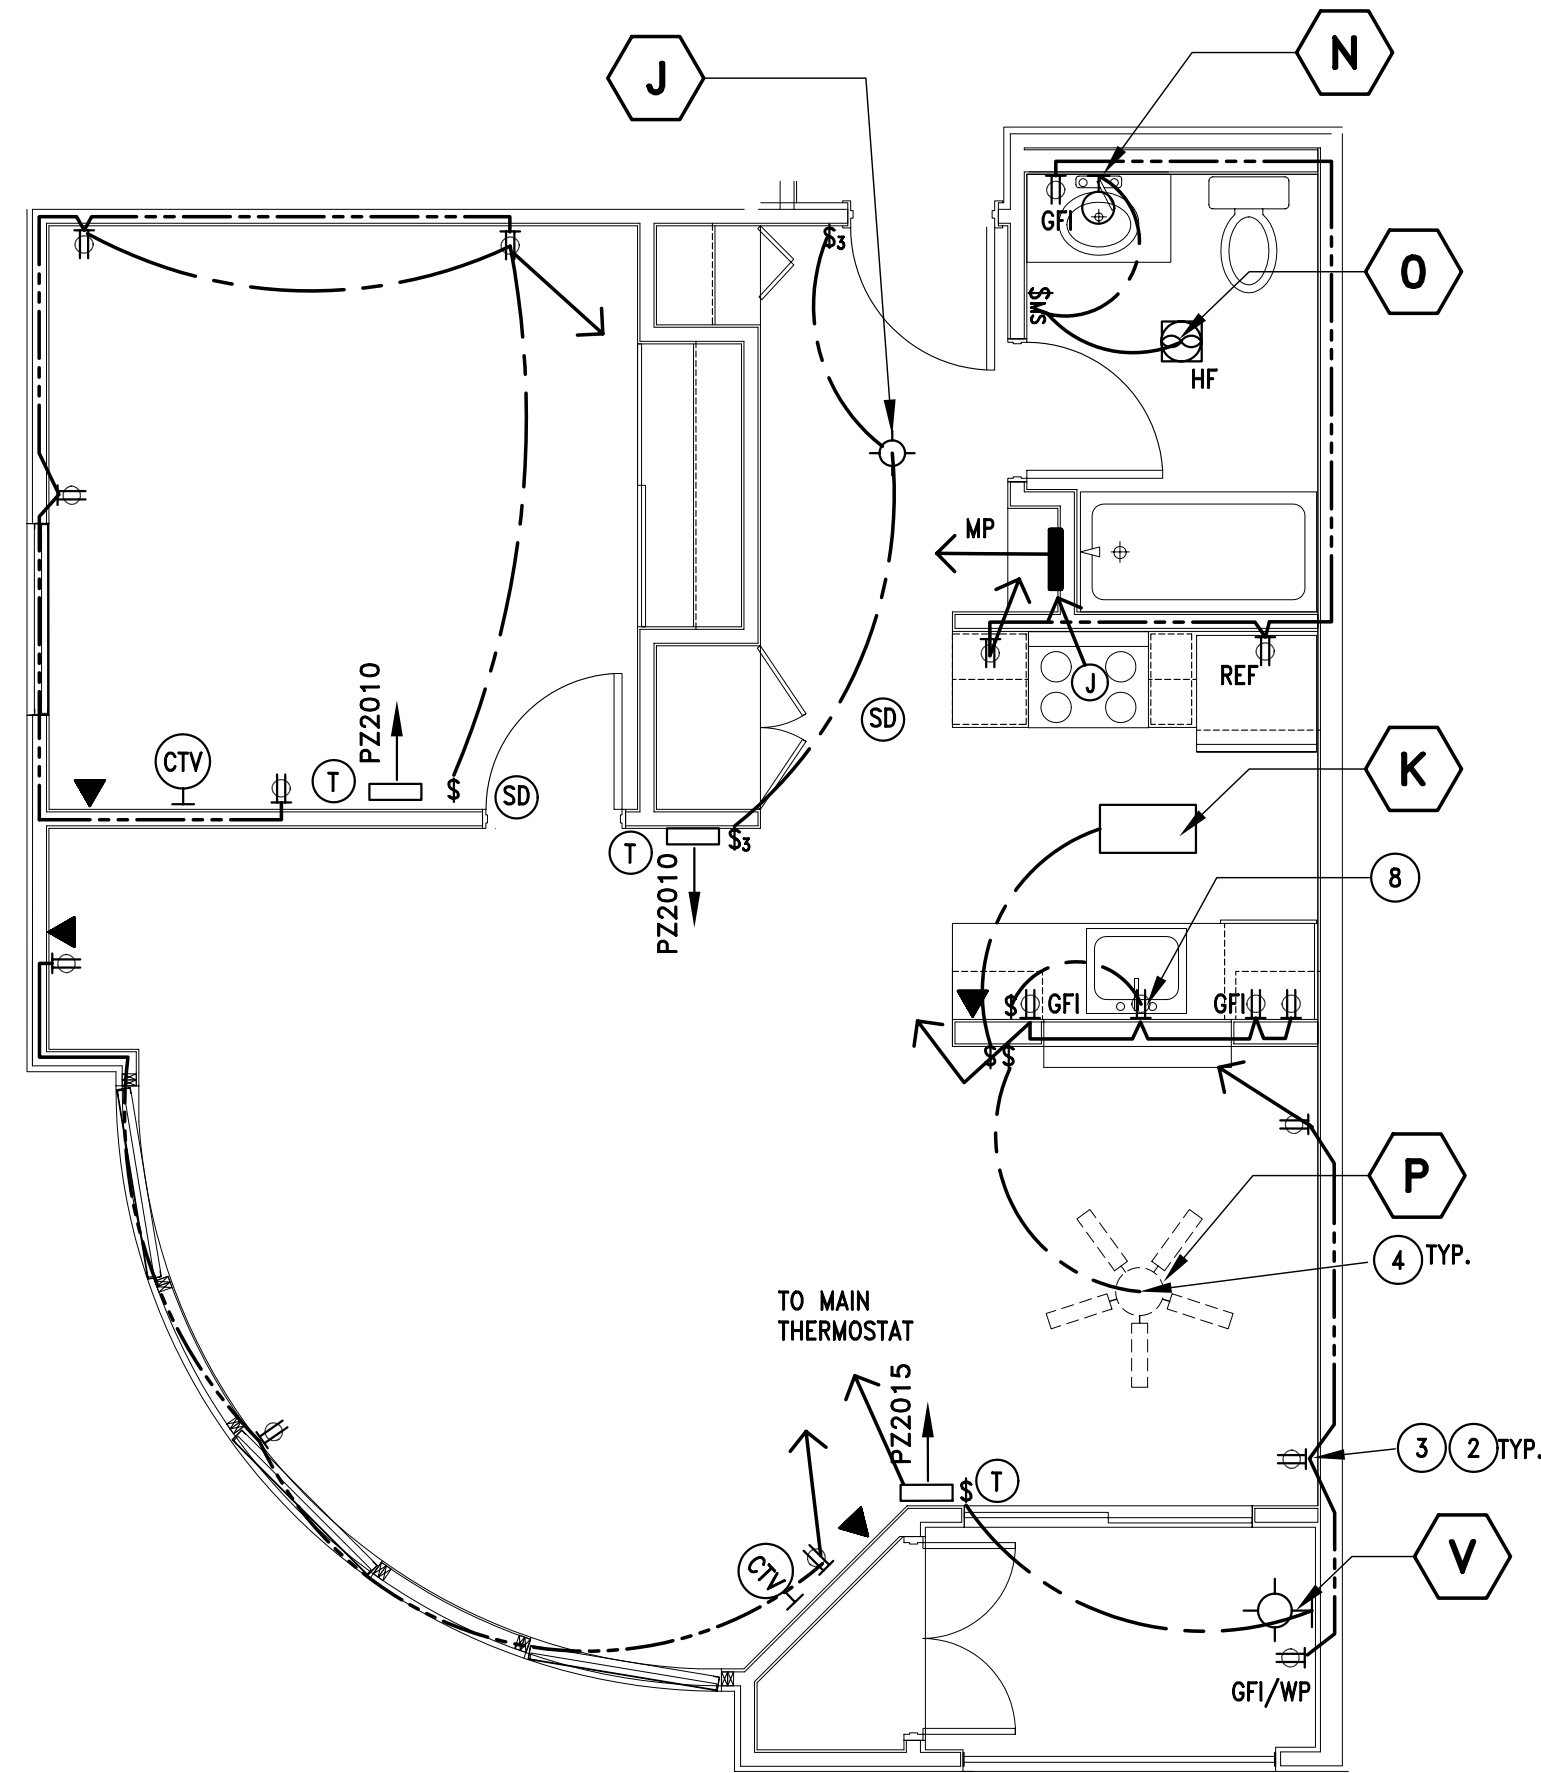 N
J
GFI
$3
O
$MS
HF
MP
J
REF
PZ2010
SD
CTV
T
$
SD
K
$3
T
PZ2010
8
$
GFI
GFI
$$
P
4
TYP.
TO MAIN
THERMOSTAT
PZ2015
3
2
TYP.
$
T
CTV
V
GFI/WP